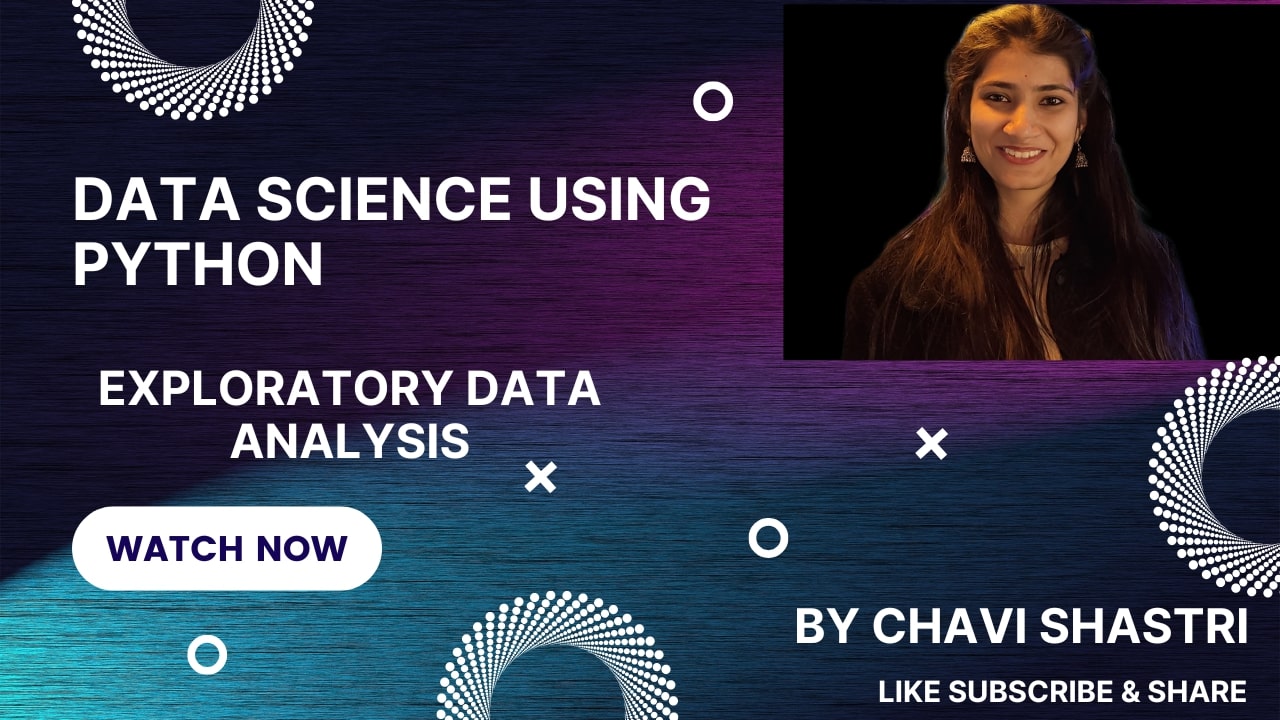 DATA SCIENCE USING
PYTHON
EXPLORATORY DATA
ANALYSIS
WATCH NOW
BY CHAVI SHASTRI
LIKE SUBSCRIBE & SHARE